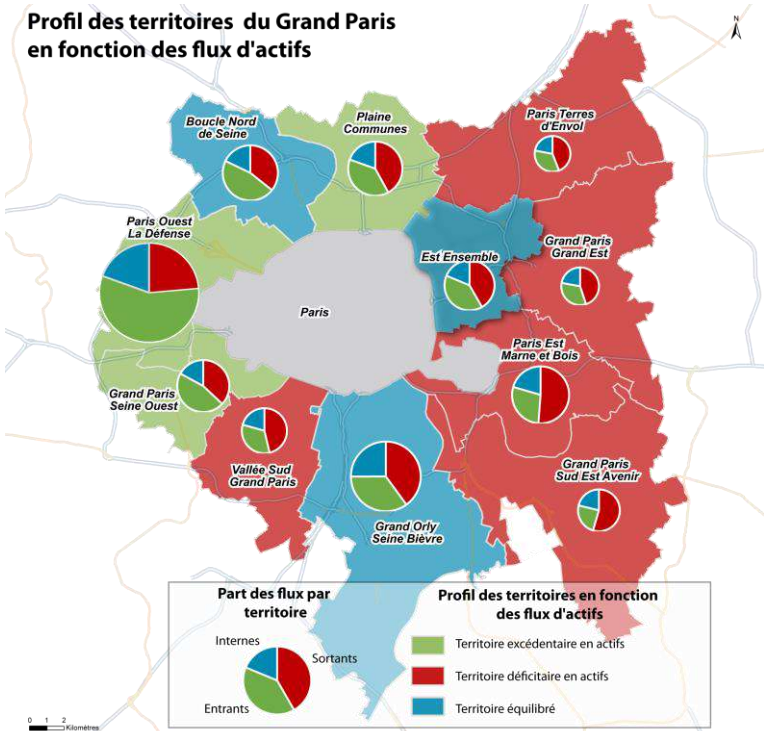 Profil des territoires du Grand Paris
en fonction des flux d'actifs
N
Boucle Nord
de Seine
Plaine
Communes
Paris Terres
d'Envol
Paris Ouest
La Défense
Est Ensemble
Grand Paris
Grand Est
Paris
Paris Est
Marne et Bois
Grand Paris
Seine Ouest
Vallée Sud
Grand Paris
Grand Paris
Sud Est Avenir
Grand Orly
Seine Bièvre
Part des flux par
territoire
Internes
Sortants
Entrants
Profil des territoires en fonction
des flux d'actifs
Territoire excédentaire en actifs
Territoire déficitaire en actifs
Territoire équilibré
0 1 2
Kilomètres